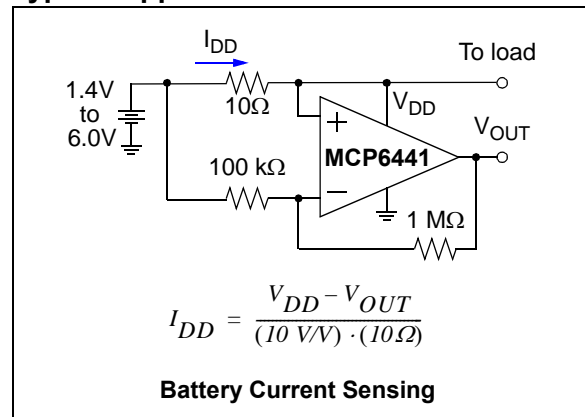 I_DD
To load
1.4V
to
6.0V
10Ω
V_DD
V_OUT
+
MCP6441
100 kΩ
−
1 MΩ
I_DD = (V_DD – V_OUT) / ((10 V/V) · (10Ω))
Battery Current Sensing